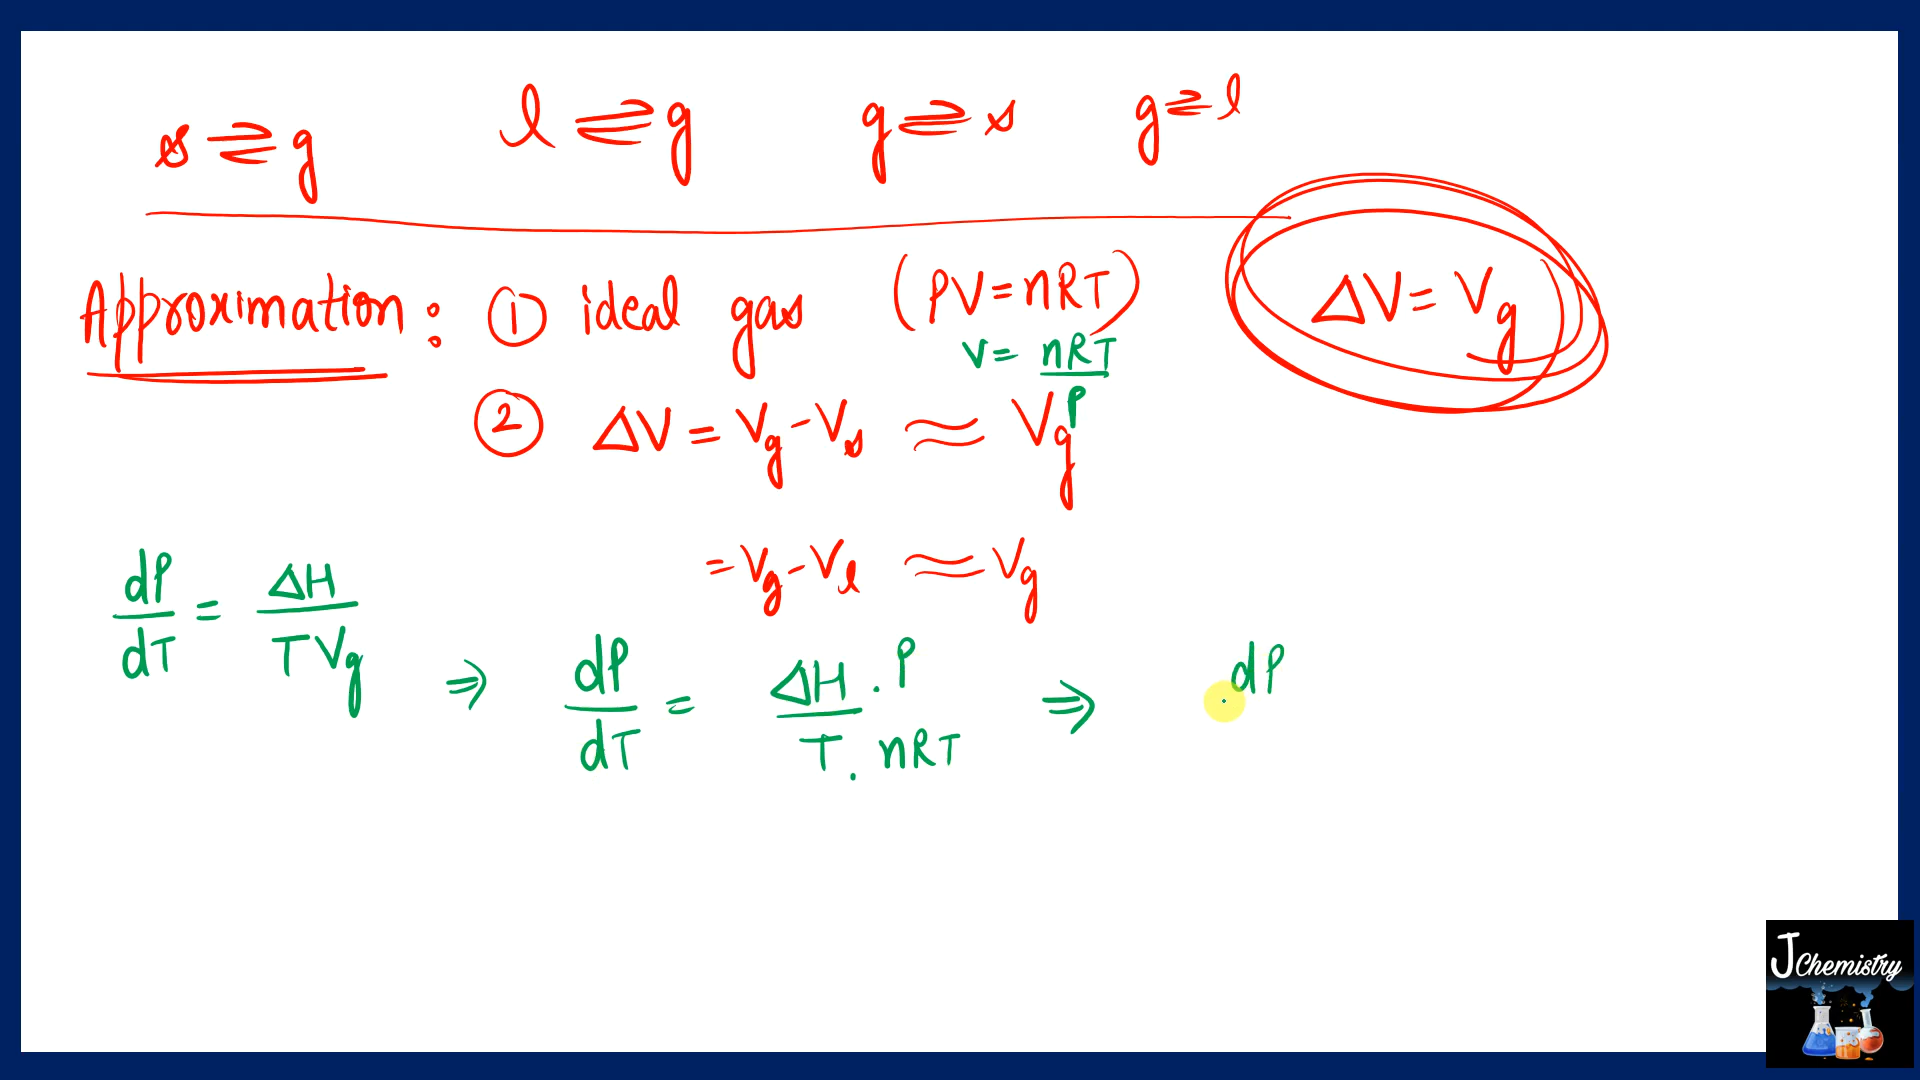 s ⇌ g l ⇌ g g ⇌ s g ⇌ l
Approximation : ① ideal gas (PV = nRT)
V = nRT/P
ΔV = Vg
② ΔV = Vg - Vs ≈ Vg
= Vg - Vl ≈ Vg
dP/dT = ΔH/TVg
⇒ dP/dT = ΔH/T . P/nRT ⇒ dP
J Chemistry